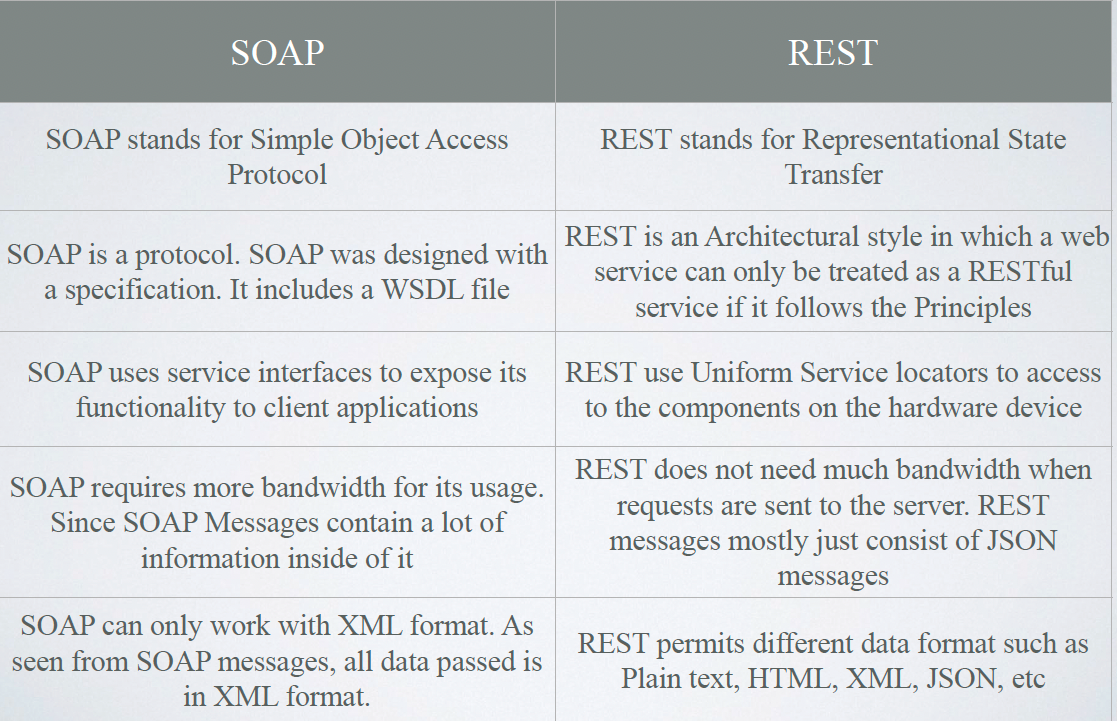 SOAP
REST
SOAP stands for Simple Object Access
Protocol
REST stands for Representational State
Transfer
SOAP is a protocol. SOAP was designed with
a specification. It includes a WSDL file
REST is an Architectural style in which a web
service can only be treated as a RESTful
service if it follows the Principles
SOAP uses service interfaces to expose its
functionality to client applications
REST use Uniform Service locators to access
to the components on the hardware device
SOAP requires more bandwidth for its usage.
Since SOAP Messages contain a lot of
information inside of it
REST does not need much bandwidth when
requests are sent to the server. REST
messages mostly just consist of JSON
messages
SOAP can only work with XML format. As
seen from SOAP messages, all data passed is
in XML format.
REST permits different data format such as
Plain text, HTML, XML, JSON, etc